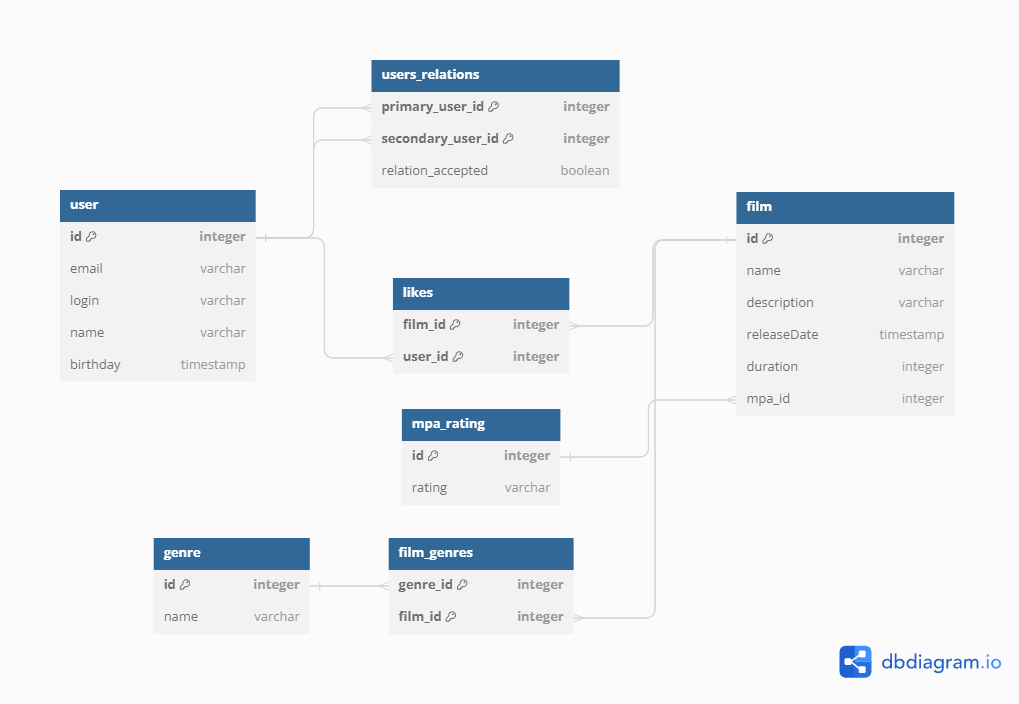 users_relations
primary_user_id integer
secondary_user_id integer
relation_accepted boolean
user
id integer
email varchar
login varchar
name varchar
birthday timestamp
film
id integer
name varchar
description varchar
releaseDate timestamp
duration integer
mpa_id integer
likes
film_id integer
user_id integer
mpa_rating
id integer
rating varchar
genre
id integer
name varchar
film_genres
genre_id integer
film_id integer
dbdiagram.io